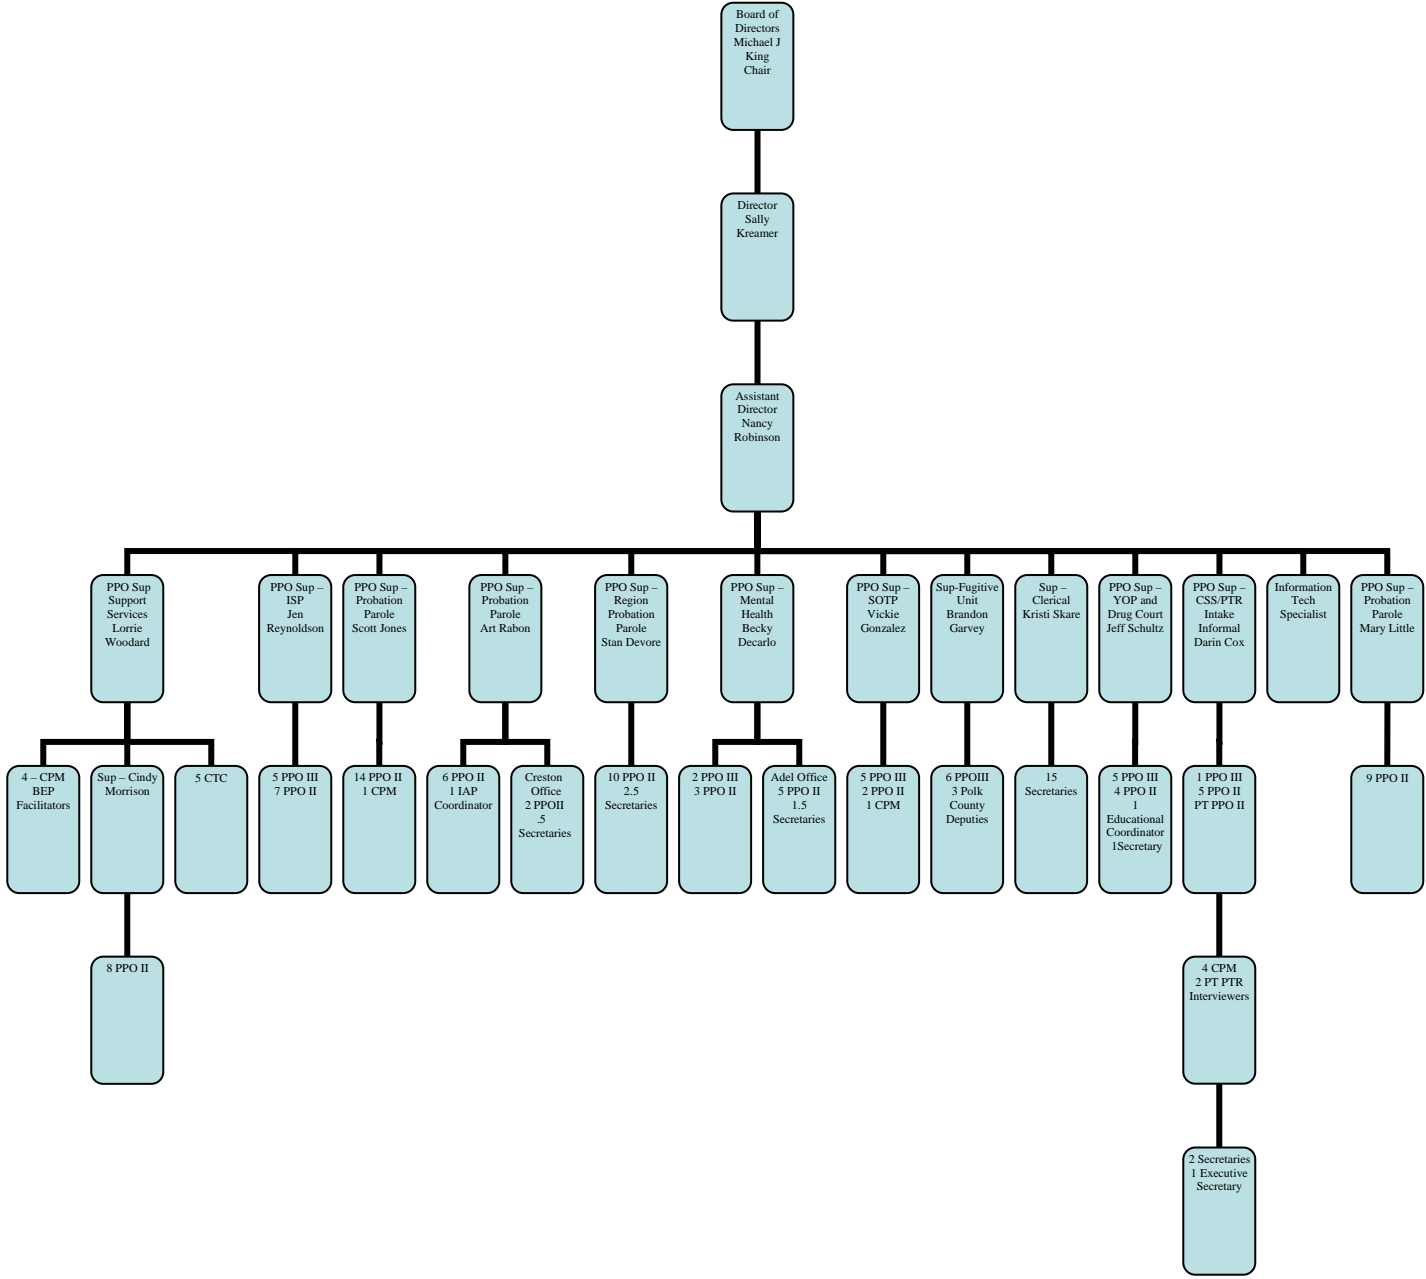 Board of
Directors
Michael J
King
Chair
Director
Sally
Kreamer
Assistant
Director
Nancy
Robinson
PPO Sup
Support
Services
Lorrie
Woodard
PPO Sup –
ISP
Jen
Reynoldson
PPO Sup –
Probation
Parole
Scott Jones
PPO Sup –
Probation
Parole
Art Rabon
PPO Sup –
Region
Probation
Parole
Stan Devore
PPO Sup –
Mental
Health
Becky
Decarlo
PPO Sup –
SOTP
Vickie
Gonzalez
Sup-Fugitive
Unit
Brandon
Garvey
Sup –
Clerical
Kristi Skare
PPO Sup –
YOP and
Drug Court
Jeff Schultz
PPO Sup –
CSS/PTR
Intake
Informal
Darin Cox
Information
Tech
Specialist
PPO Sup –
Probation
Parole
Mary Little
4 – CPM
BEP
Facilitators
Sup – Cindy
Morrison
5 CTC
5 PPO III
7 PPO II
14 PPO II
1 CPM
6 PPO II
1 IAP
Coordinator
Creston
Office
2 PPOII
.5
Secretaries
10 PPO II
2.5
Secretaries
2 PPO III
3 PPO II
Adel Office
5 PPO II
1.5
Secretaries
5 PPO III
2 PPO II
1 CPM
6 PPOIII
3 Polk
County
Deputies
15
Secretaries
5 PPO III
4 PPO II
1
Educational
Coordinator
1Secretary
1 PPO III
5 PPO II
PT PPO II
9 PPO II
8 PPO II
4 CPM
2 PT PTR
Interviewers
2 Secretaries
1 Executive
Secretary